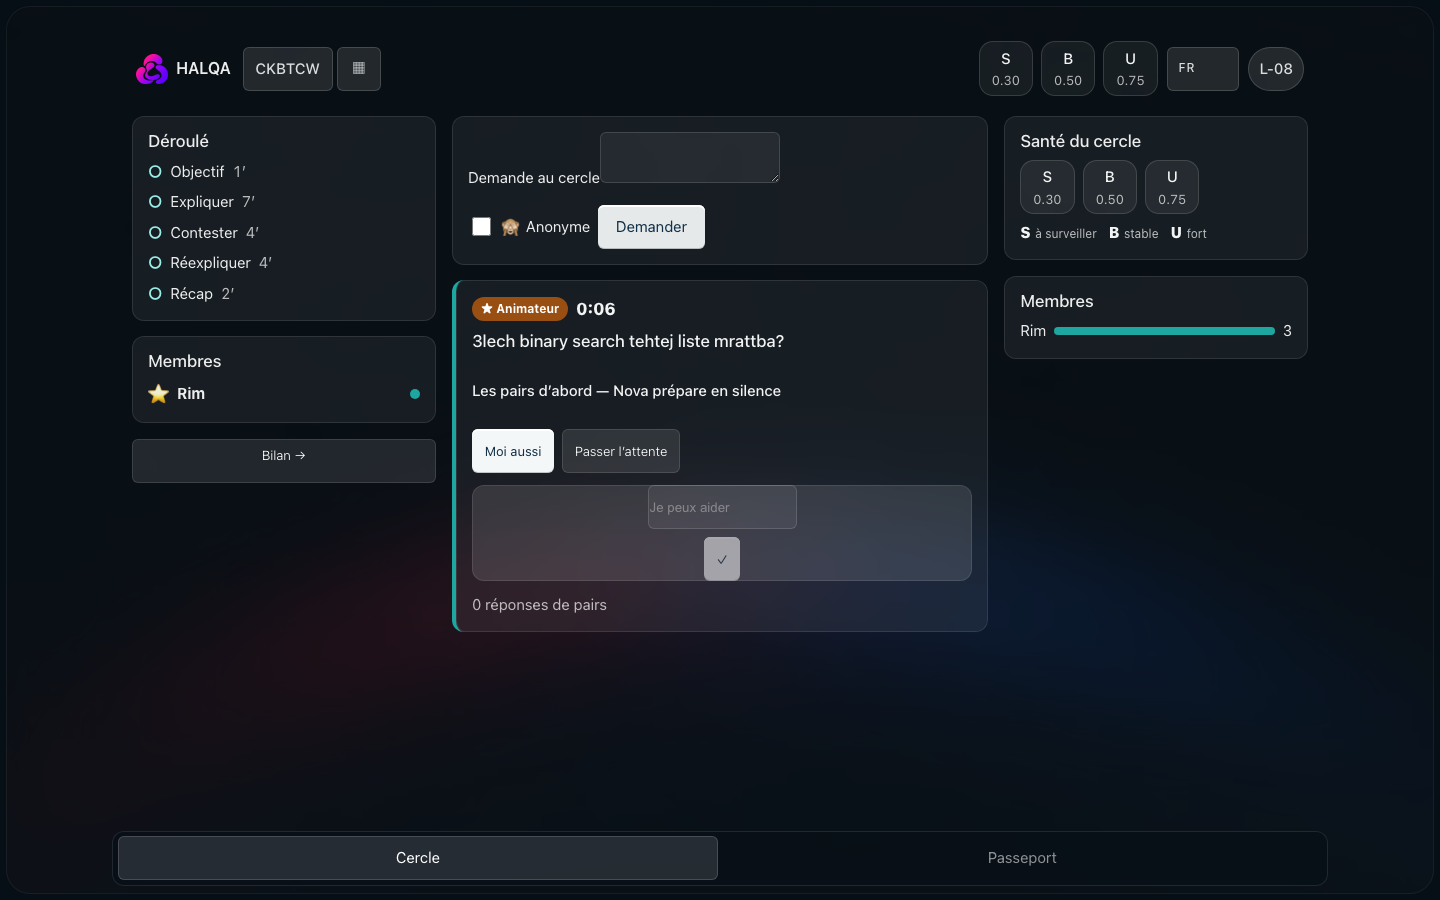 HALQA
CKBTCW
S
0.30
B
0.50
U
0.75
FR
L-08
Déroulé
Objectif 1′
Expliquer 7′
Contester 4′
Réexpliquer 4′
Récap 2′
Membres
Rim
Bilan →
Demande au cercle
Anonyme
Demander
Animateur 0:06
3lech binary search tehtej liste mrattba?
Les pairs d’abord — Nova prépare en silence
Moi aussi
Passer l’attente
Je peux aider
✓
0 réponses de pairs
Santé du cercle
S
0.30
B
0.50
U
0.75
S à surveiller B stable U fort
Membres
Rim 3
Cercle
Passeport